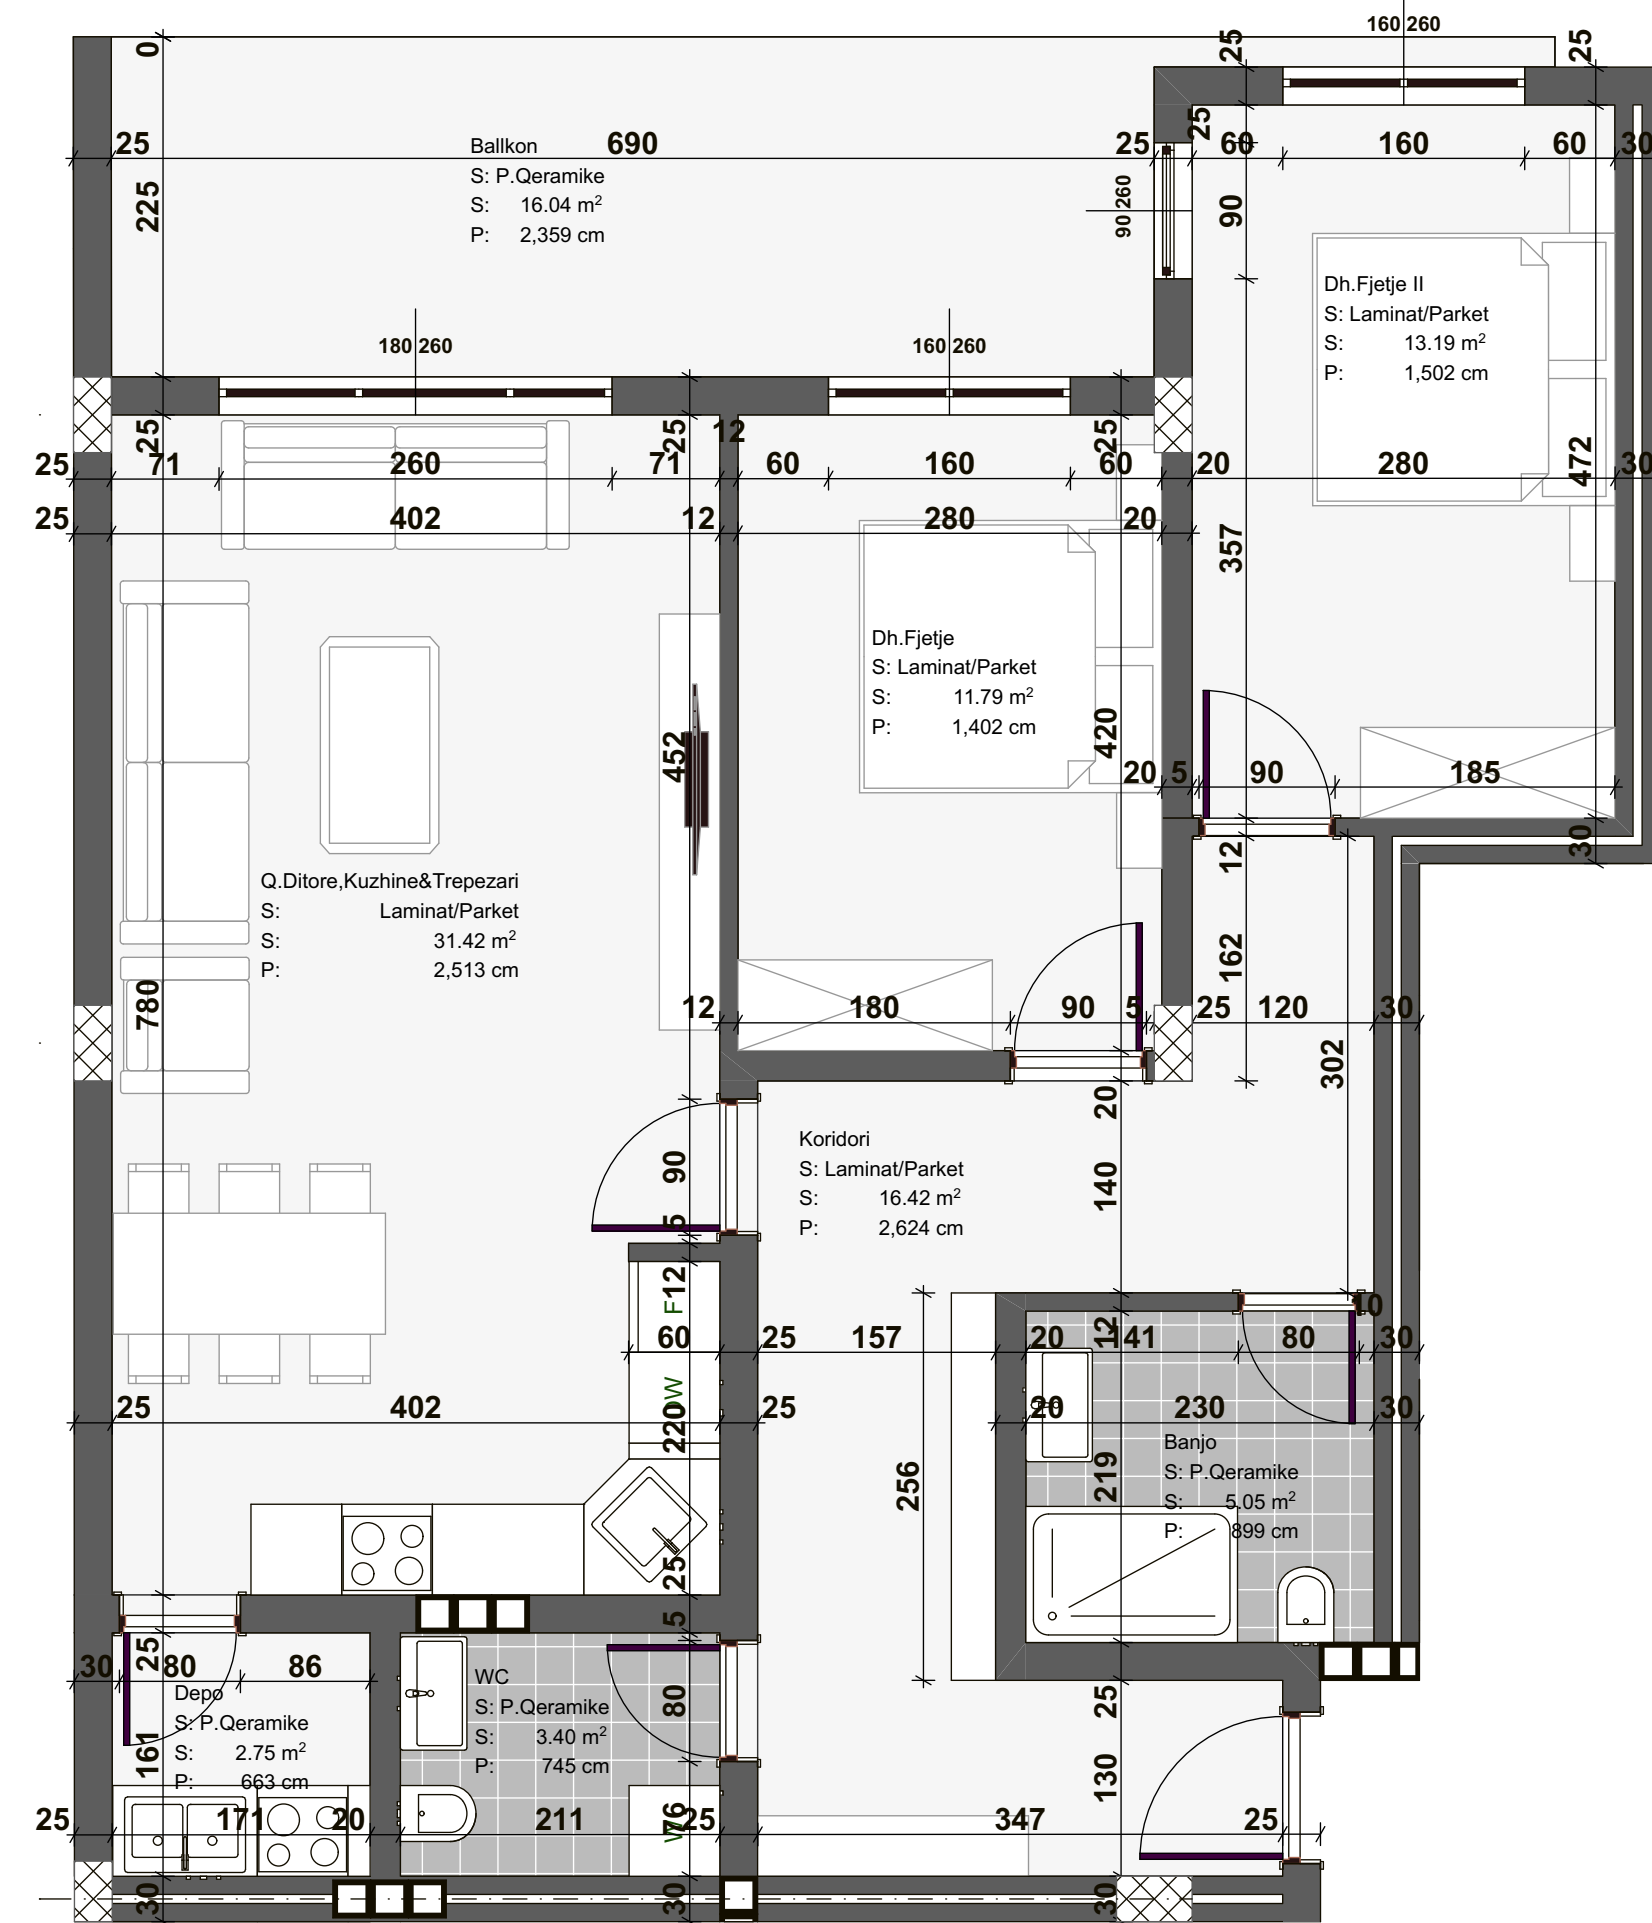 160 260
0
25
25
25
690
25
25
60
160
60
30
Ballkon
S: P.Qeramike
S: 16.04 m²
P: 2,359 cm
225
90 260
90
Dh.Fjetje II
S: Laminat/Parket
S: 13.19 m²
P: 1,502 cm
180 260
160 260
25
25
12
25
25
71
260
71
60
160
60
20
280
472
30
25
402
12
280
20
357
Dh.Fjetje
S: Laminat/Parket
S: 11.79 m²
P: 1,402 cm
452
420
20
5
90
185
12
30
Q.Ditore,Kuzhine&Trepezari
S: Laminat/Parket
S: 31.42 m²
P: 2,513 cm
780
162
12
180
90
5
25
120
30
302
20
Koridori
S: Laminat/Parket
S: 16.42 m²
P: 2,624 cm
90
140
5
12
F
10
60
25
157
20
12
141
80
30
DW
25
402
220
25
20
230
30
256
219
Banjo
S: P.Qeramike
S: 5.05 m²
P: 899 cm
25
5
30
25
80
86
Depo
S: P.Qeramike
S: 2.75 m²
P: 663 cm
161
WC
S: P.Qeramike
S: 3.40 m²
P: 745 cm
80
25
130
25
171
20
211
76
25
347
25
30
30
30